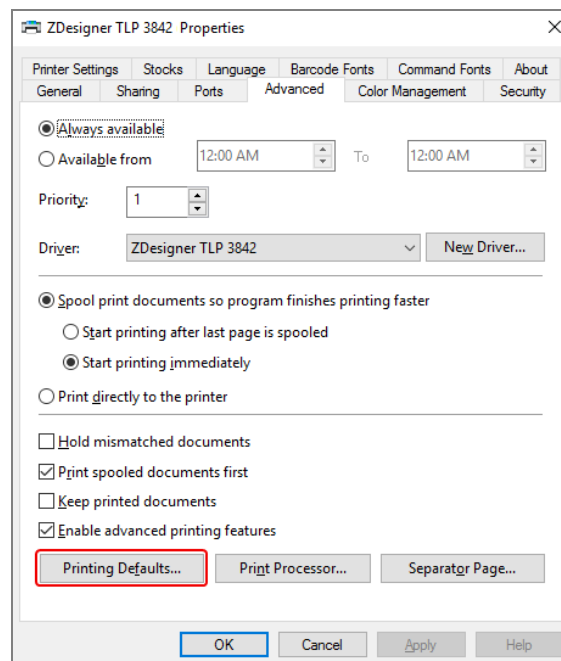 ZDesigner TLP 3842 Properties
Printer Settings Stocks Language Barcode Fonts Command Fonts About
General Sharing Ports Advanced Color Management Security
Always available
Available from 12:00 AM To 12:00 AM
Priority: 1
Driver: ZDesigner TLP 3842 New Driver...
Spool print documents so program finishes printing faster
Start printing after last page is spooled
Start printing immediately
Print directly to the printer
Hold mismatched documents
Print spooled documents first
Keep printed documents
Enable advanced printing features
Printing Defaults... Print Processor... Separator Page...
OK Cancel Apply Help